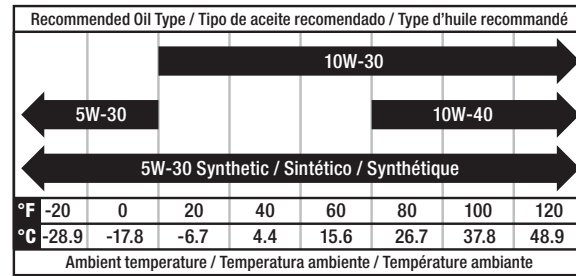 Recommended Oil Type / Tipo de aceite recomendado / Type d'huile recommandé
10W-30
5W-30 10W-40
5W-30 Synthetic / Sintético / Synthétique
°F -20 0 20 40 60 80 100 120
°C -28.9 -17.8 -6.7 4.4 15.6 26.7 37.8 48.9
Ambient temperature / Temperatura ambiente / Température ambiante